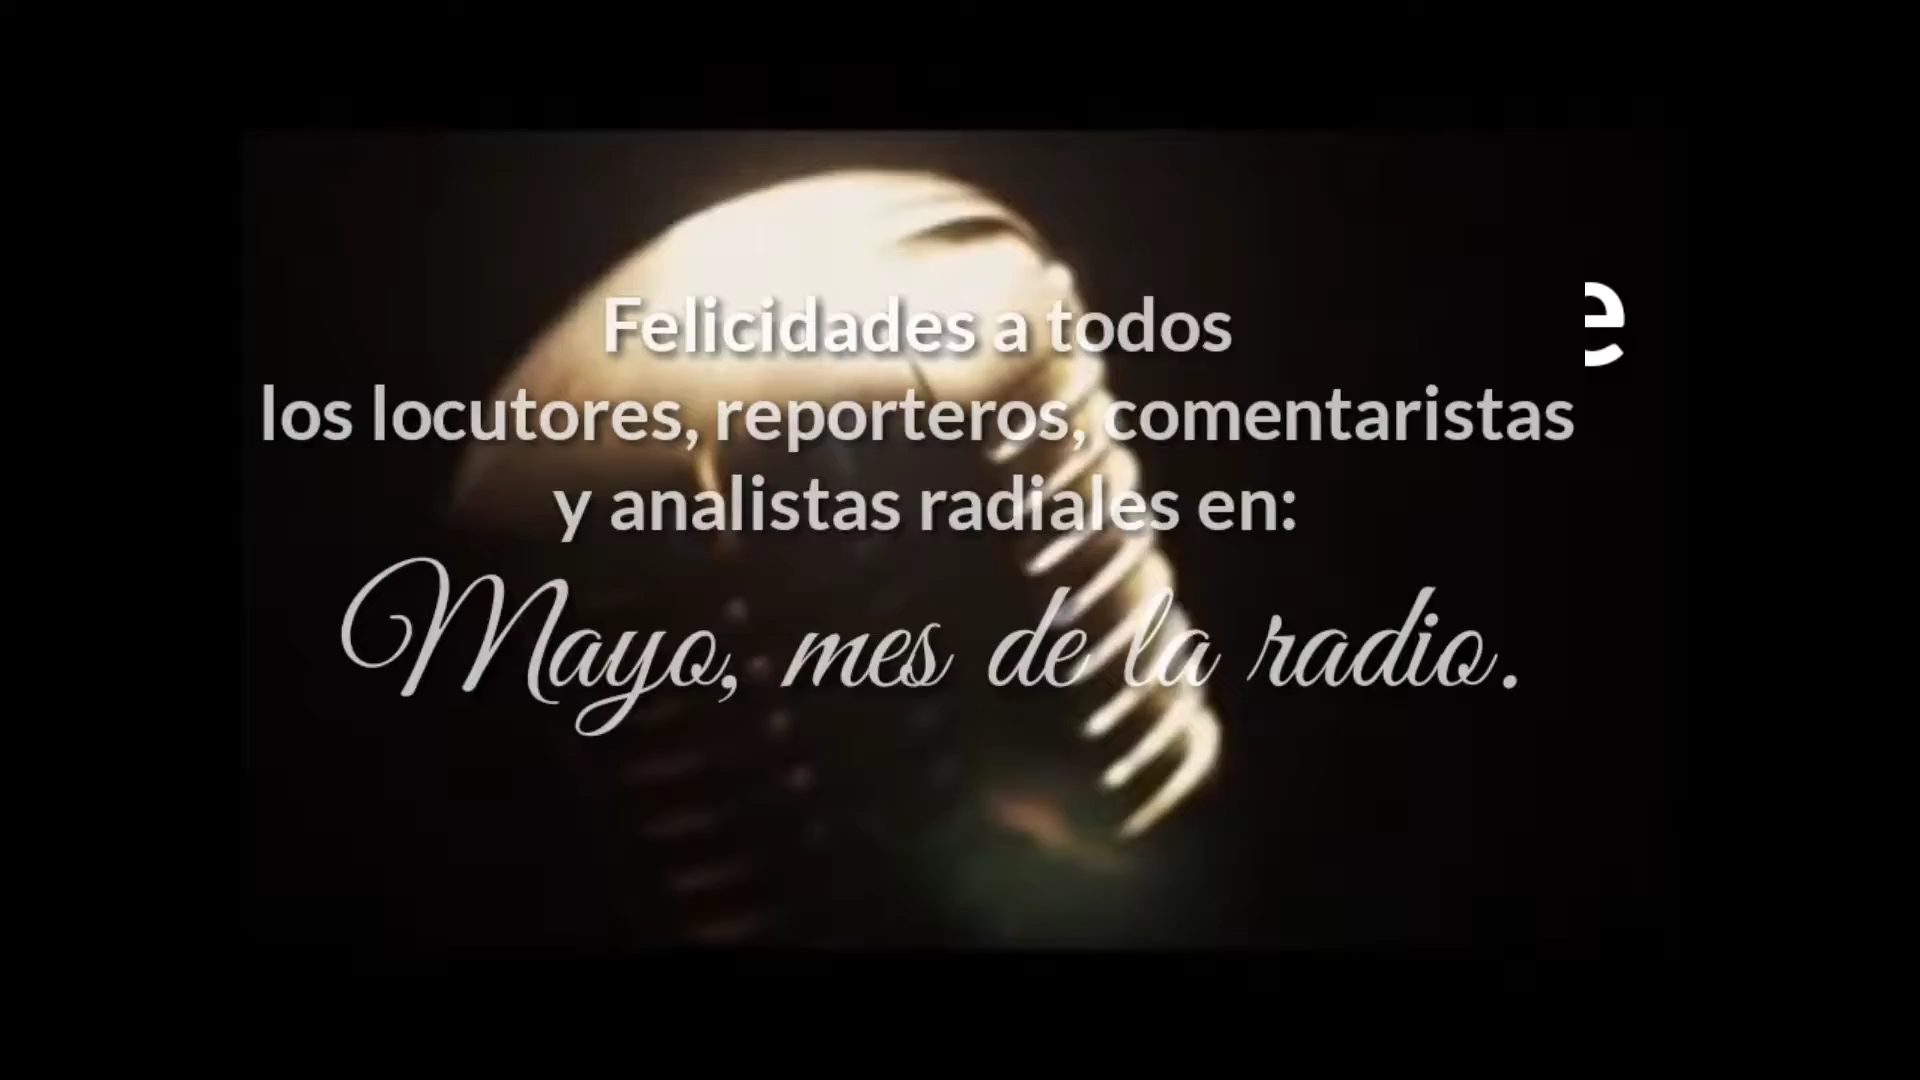 Felicidades a todos
los locutores, reporteros, comentaristas
y analistas radiales en:
Mayo, mes de la radio.
e